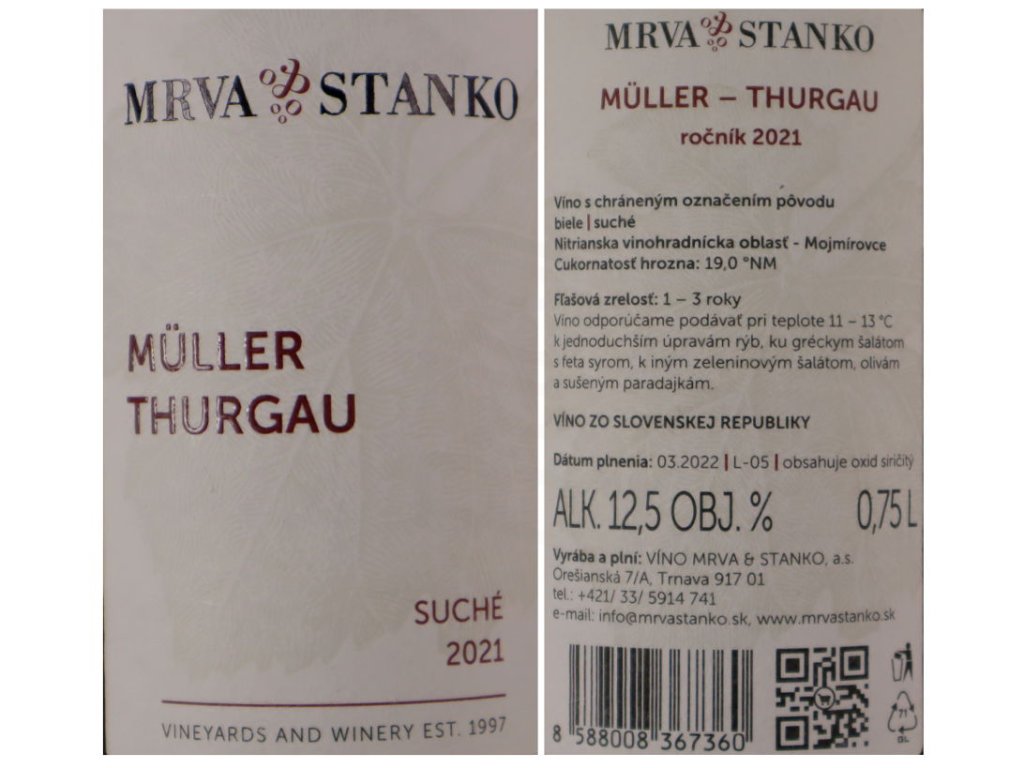 MRVA & STANKO
MÜLLER
THURGAU
SUCHÉ
2021
VINEYARDS AND WINERY EST. 1997
MRVA & STANKO
MÜLLER – THURGAU
ročník 2021
Víno s chráneným označením pôvodu
biele | suché
Nitrianska vinohradnícka oblasť - Mojmírovce
Cukornatosť hrozna: 19,0 °NM
Fľašová zrelosť: 1 – 3 roky
Víno odporúčame podávať pri teplote 11 – 13 °C
k jednoduchším úpravám rýb, ku gréckym šalátom
s feta syrom, k iným zeleninovým šalátom, olivám
a sušeným paradajkám.
VÍNO ZO SLOVENSKEJ REPUBLIKY
Dátum plnenia: 03.2022 | L-05 | obsahuje oxid siričitý
ALK. 12,5 OBJ. % 0,75 L
Vyrába a plní: VÍNO MRVA & STANKO, a.s.
Orešianská 7/A, Trnava 917 01
tel.: +421/ 33/ 5914 741
e-mail: info@mrvastanko.sk, www.mrvastanko.sk
8 588008 367360
71
GL